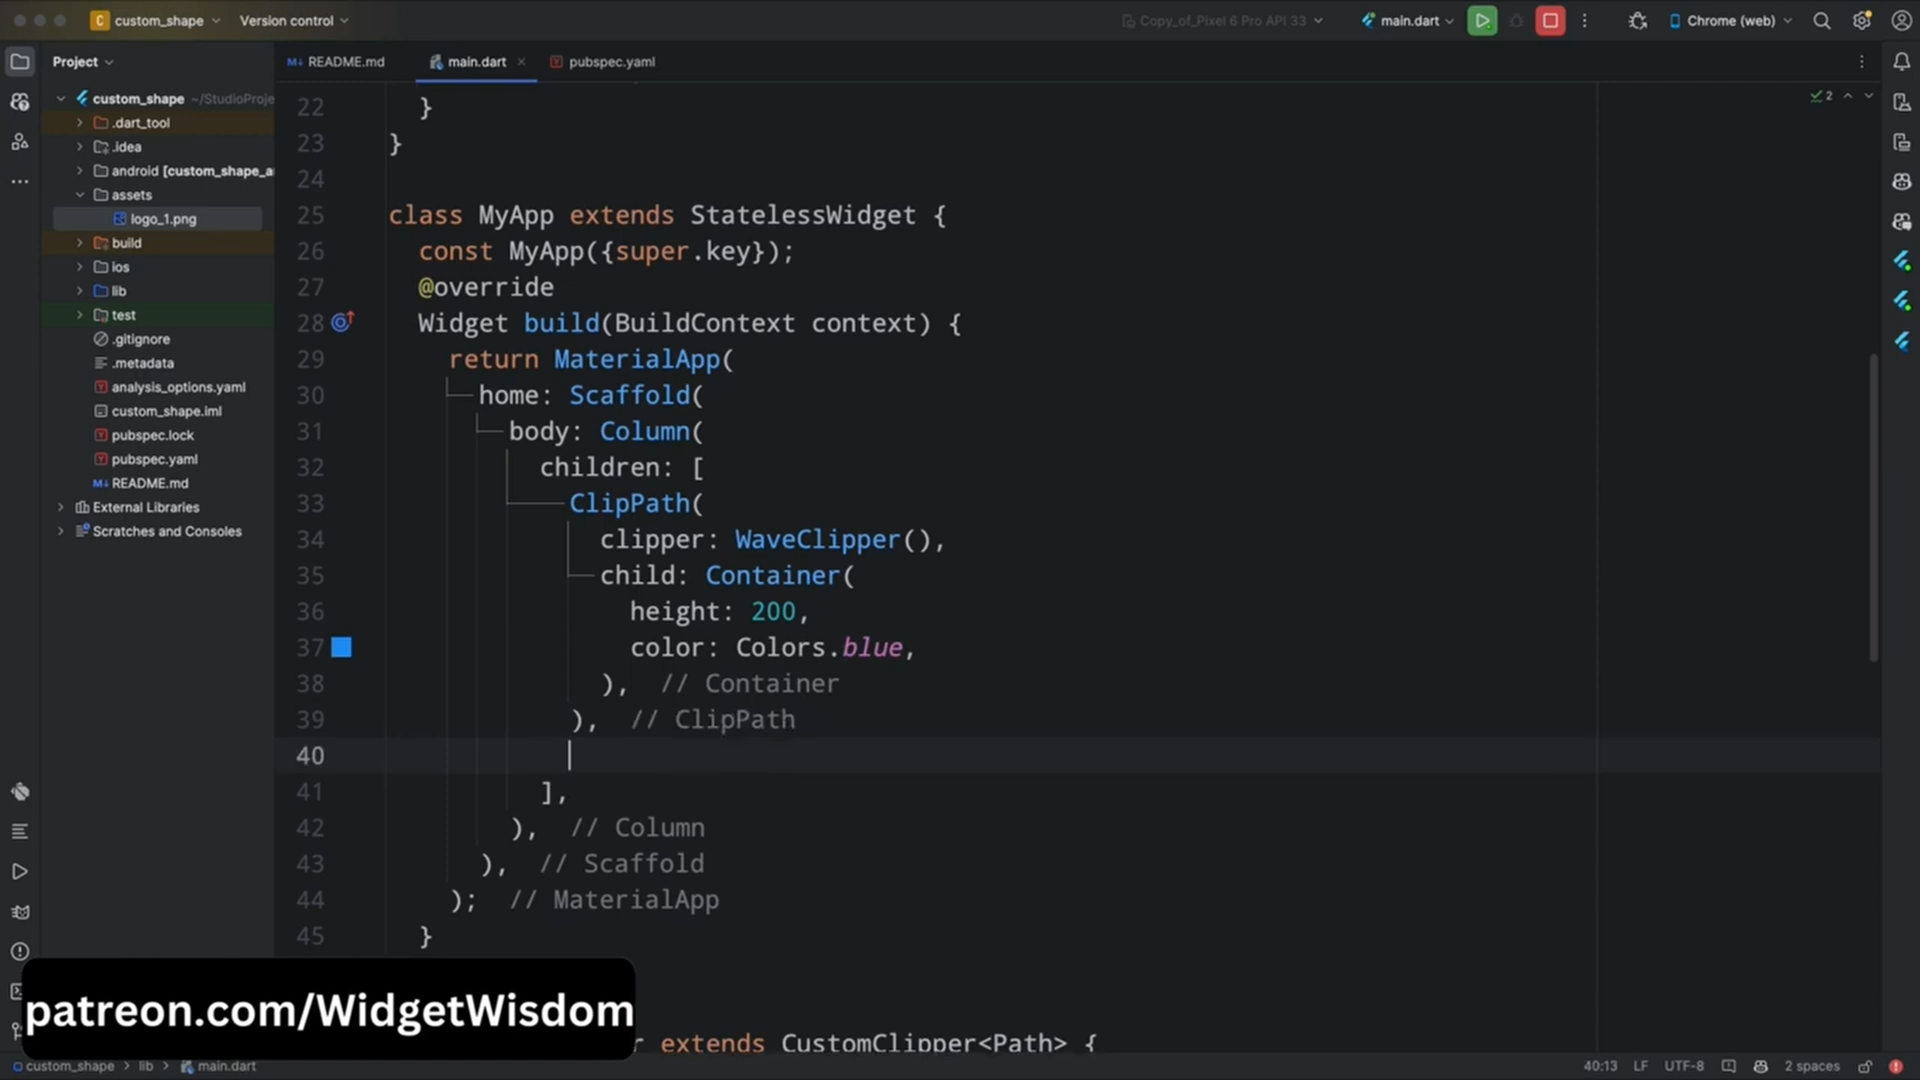 custom_shape
Version control
Copy_of_Pixel 6 Pro API 33
main.dart
Chrome (web)
Project
README.md
main.dart
pubspec.yaml
custom_shape ~/StudioProje
.dart_tool
.idea
android [custom_shape_a
assets
logo_1.png
build
ios
lib
test
.gitignore
.metadata
analysis_options.yaml
custom_shape.iml
pubspec.lock
pubspec.yaml
README.md
External Libraries
Scratches and Consoles
2
22 }
23 }
24
25 class MyApp extends StatelessWidget {
26 const MyApp({super.key});
27 @override
28 Widget build(BuildContext context) {
29 return MaterialApp(
30 home: Scaffold(
31 body: Column(
32 children: [
33 ClipPath(
34 clipper: WaveClipper(),
35 child: Container(
36 height: 200,
37 color: Colors.blue,
38 ), // Container
39 ), // ClipPath
40
41 ],
42 ), // Column
43 ), // Scaffold
44 ); // MaterialApp
45 }
r extends CustomClipper<Path> {
patreon.com/WidgetWisdom
custom_shape > lib > main.dart
40:13 LF UTF-8 2 spaces